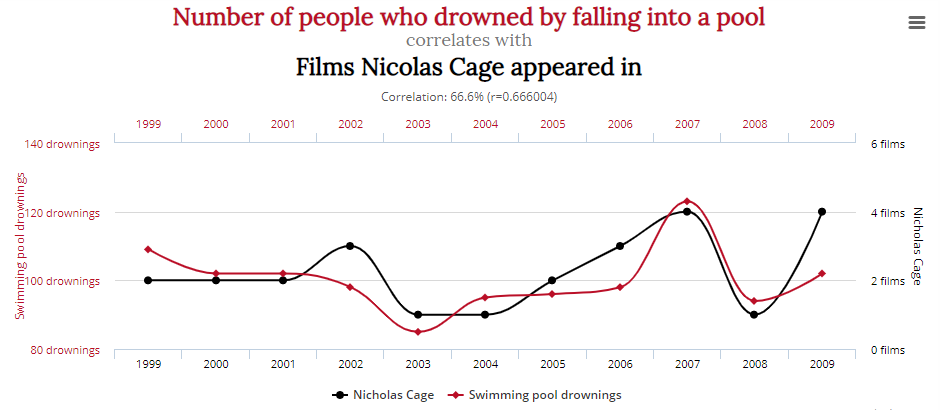 Number of people who drowned by falling into a pool
correlates with
Films Nicolas Cage appeared in
Correlation: 66.6% (r=0.666004)
1999 2000 2001 2002 2003 2004 2005 2006 2007 2008 2009
140 drownings 6 films
120 drownings 4 films
100 drownings 2 films
80 drownings 0 films
Swimming pool drownings
Nicholas Cage
1999 2000 2001 2002 2003 2004 2005 2006 2007 2008 2009
Nicholas Cage Swimming pool drownings